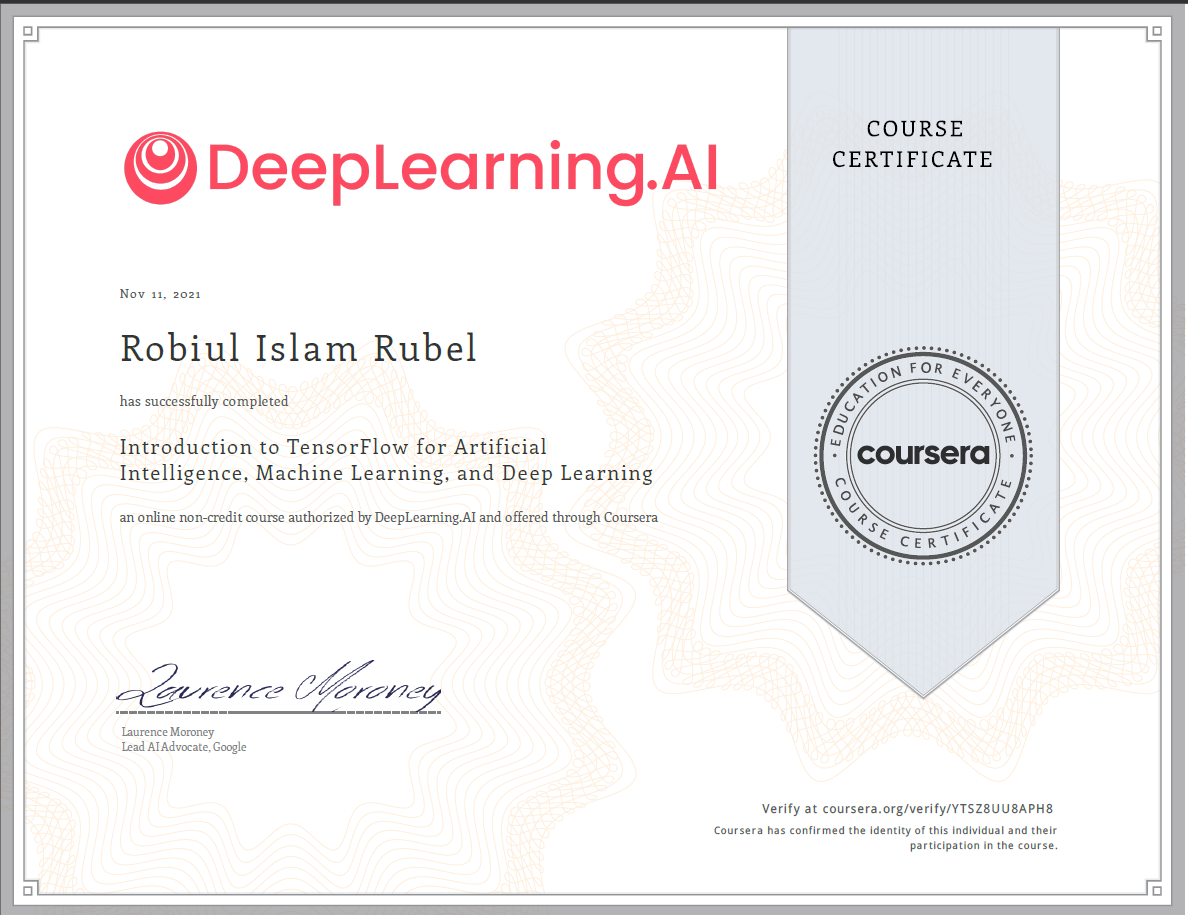 DeepLearning.AI
COURSE
CERTIFICATE
Nov 11, 2021
Robiul Islam Rubel
has successfully completed
Introduction to TensorFlow for Artificial
Intelligence, Machine Learning, and Deep Learning
an online non-credit course authorized by DeepLearning.AI and offered through Coursera
EDUCATION FOR EVERYONE
coursera
COURSE CERTIFICATE
Laurence Moroney
Laurence Moroney
Lead AI Advocate, Google
Verify at coursera.org/verify/YTSZ8UU8APH8
Coursera has confirmed the identity of this individual and their
participation in the course.